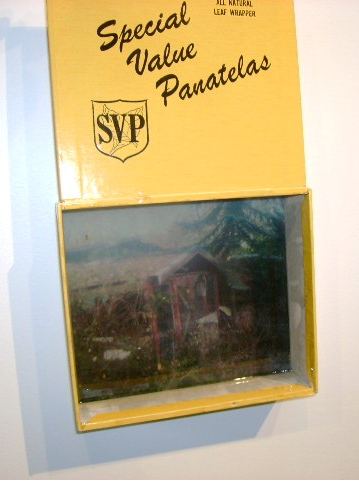 ALL NATURAL
LEAF WRAPPER
Special
Value
Panatelas
SVP